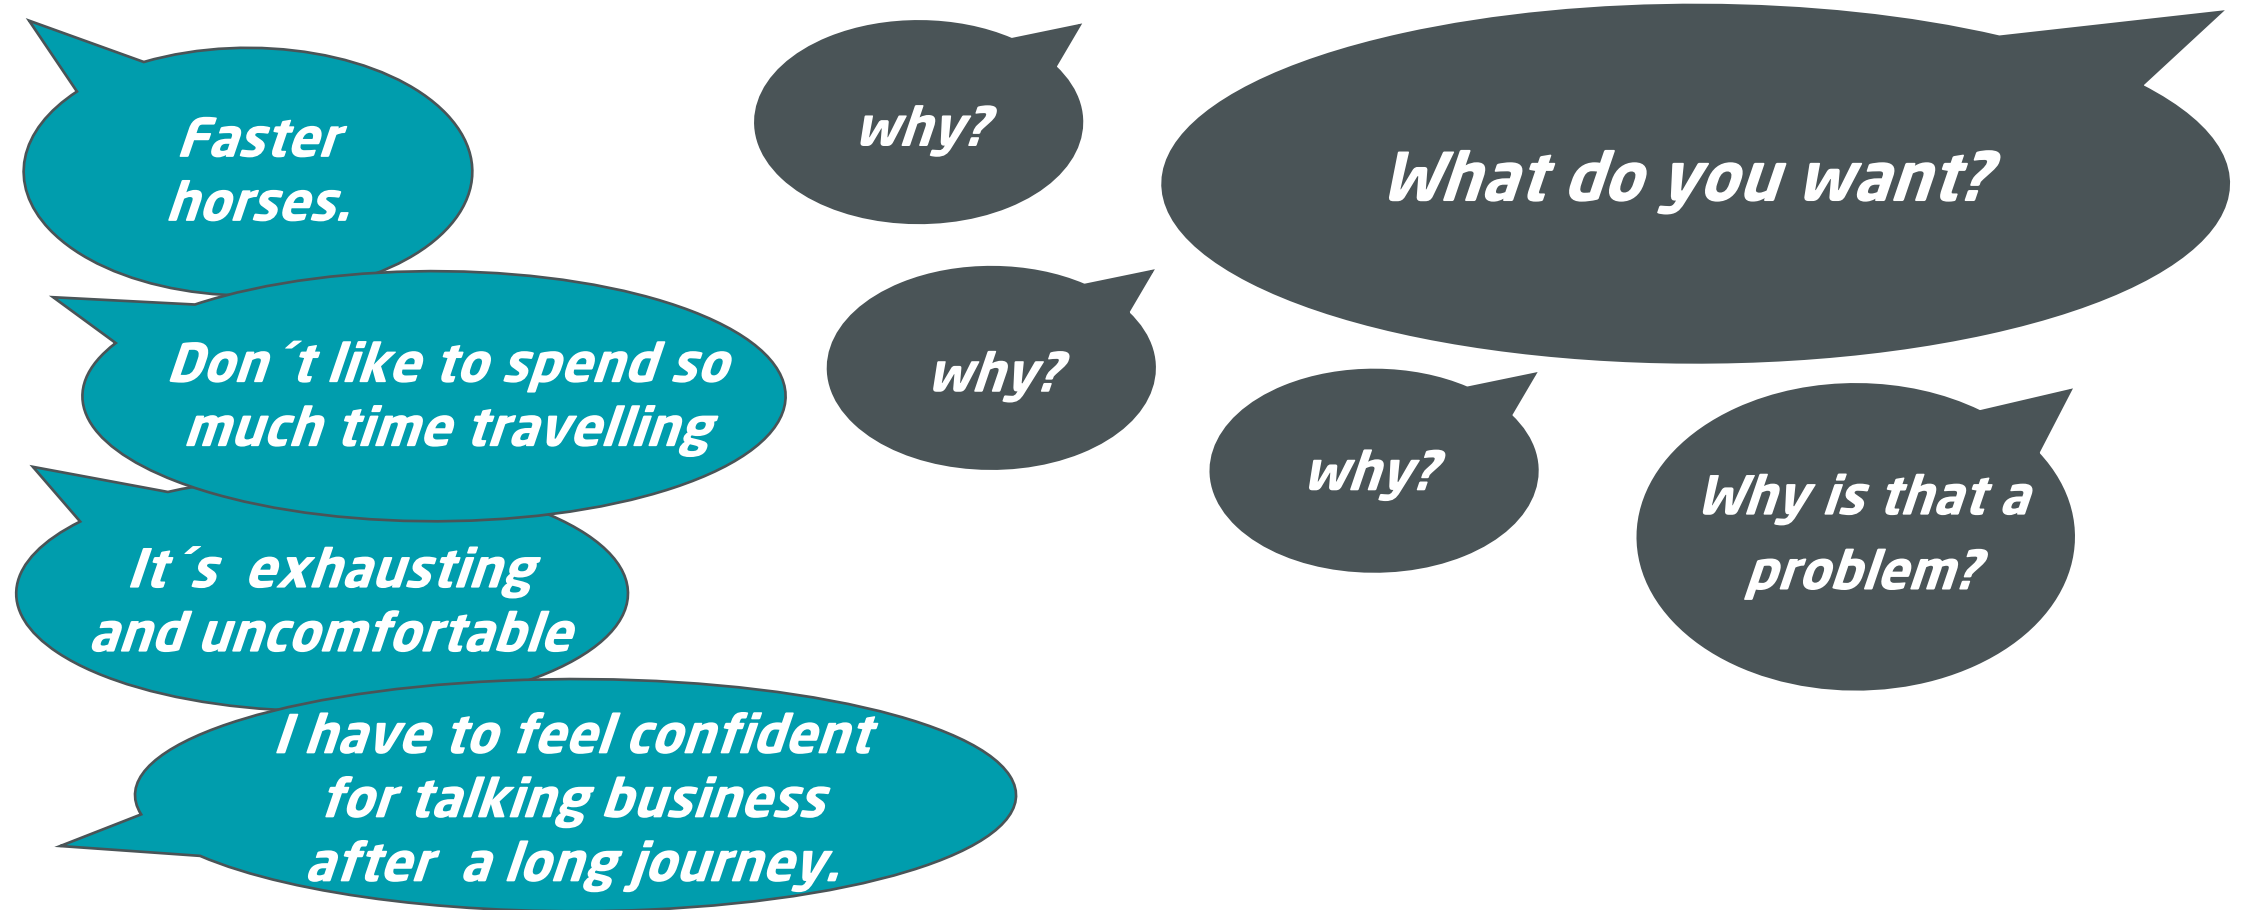 Faster
horses.
why?
What do you want?
Don´t like to spend so
much time travelling
why?
why?
Why is that a
problem?
It´s  exhausting
and uncomfortable
I have to feel confident
for talking business
after  a long journey.